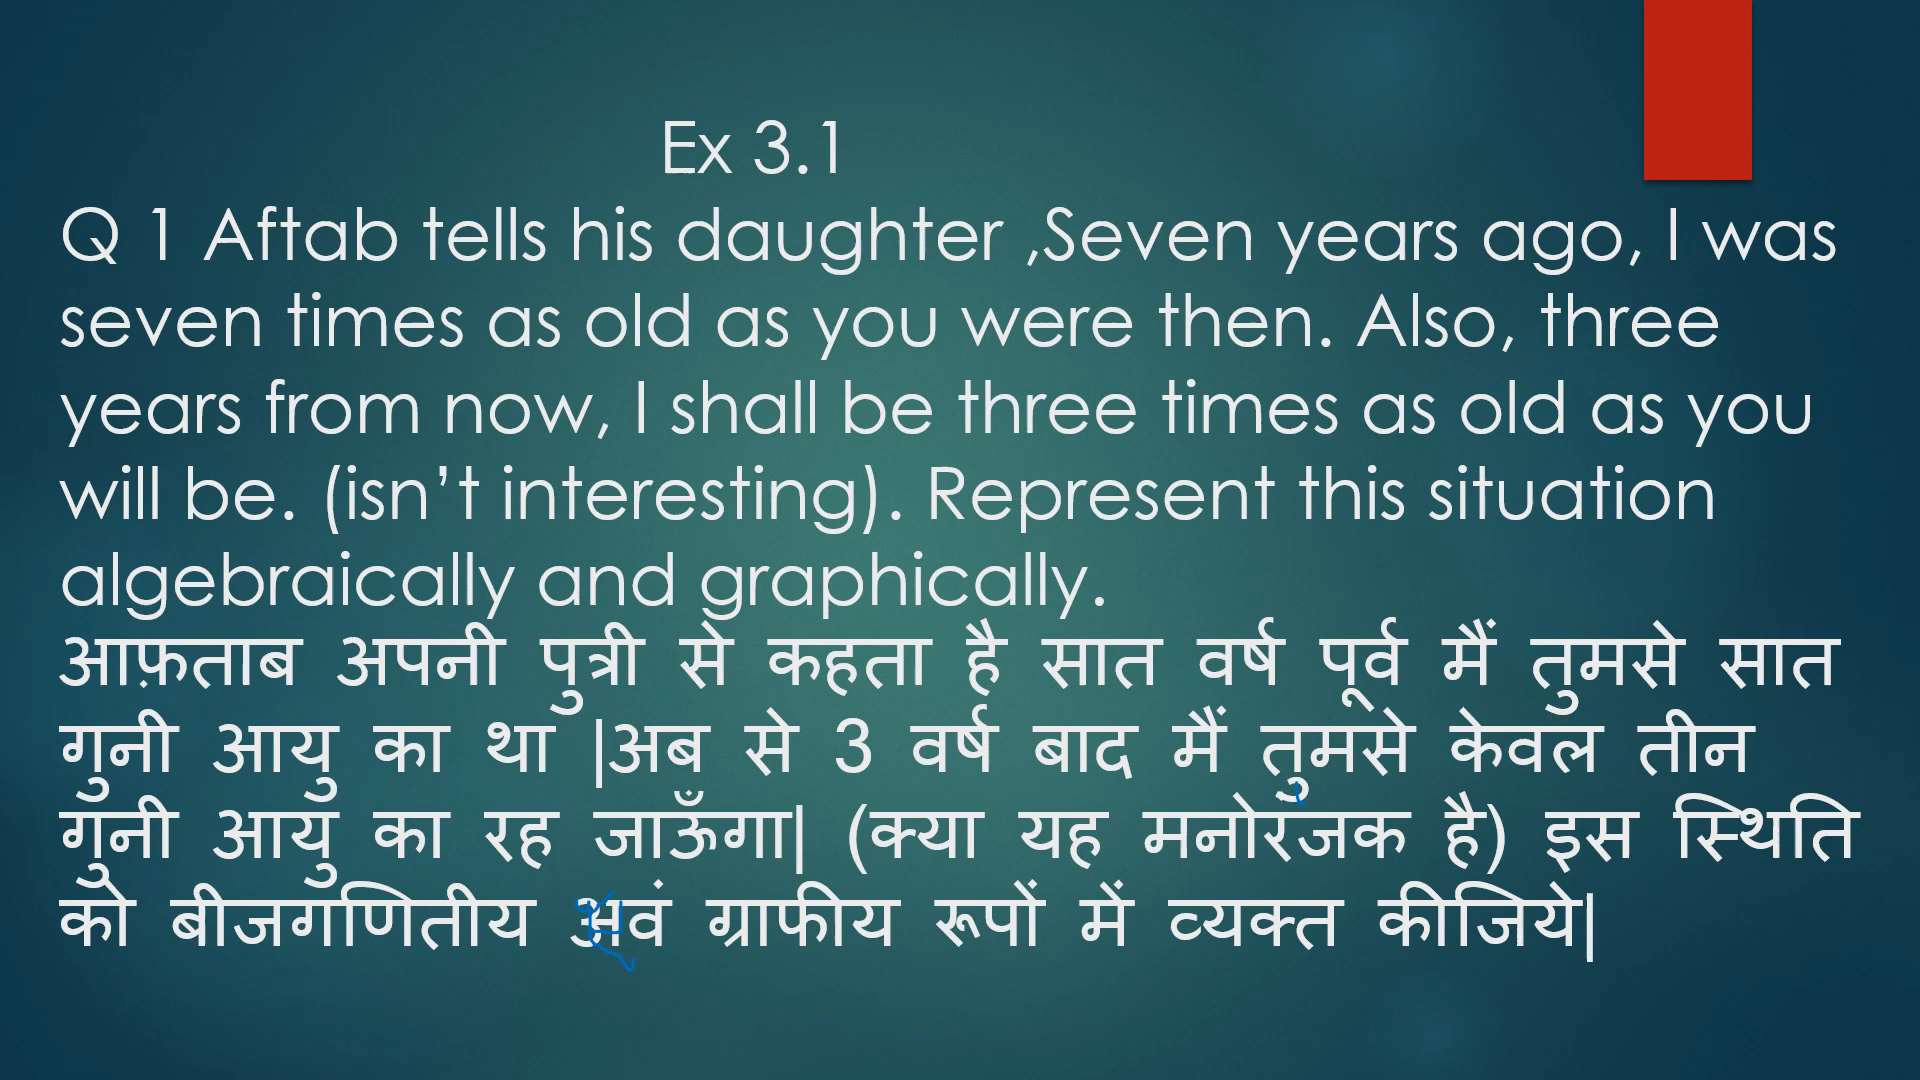 Ex 3.1
Q 1 Aftab tells his daughter ,Seven years ago, I was
seven times as old as you were then. Also, three
years from now, I shall be three times as old as you
will be. (isn’t interesting). Represent this situation
algebraically and graphically.
आफ़ताब अपनी पुत्री से कहता है सात वर्ष पूर्व मैं तुमसे सात
गुनी आयु का था |अब से 3 वर्ष बाद मैं तुमसे केवल तीन
गुनी आयु का रह जाऊँगा| (क्या यह मनोरंजक है) इस स्थिति
को बीजगणितीय एवं ग्राफीय रूपों में व्यक्त कीजिये|